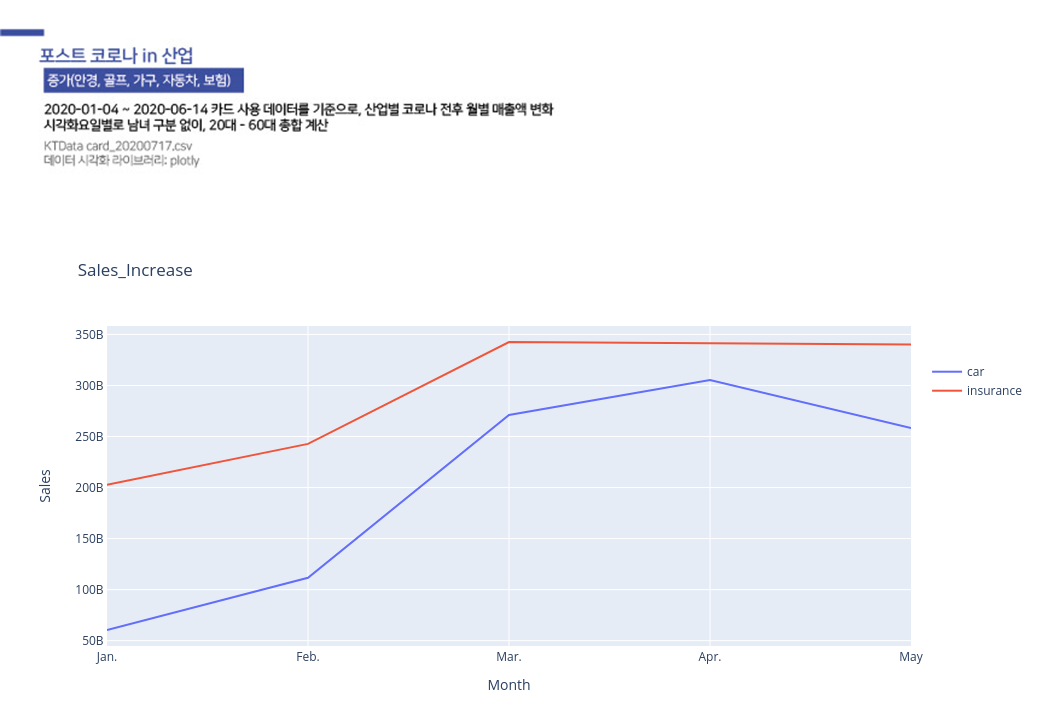 포스트 코로나 in 산업
증가(안경, 골프, 가구, 자동차, 보험)
2020-01-04 ~ 2020-06-14 카드 사용 데이터를 기준으로, 산업별 코로나 전후 월별 매출액 변화
시각화요일별로 남녀 구분 없이, 20대 - 60대 총합 계산
KTData card_20200717.csv
데이터 시각화 라이브러리: plotly
Sales_Increase
350B
300B
250B
200B
150B
100B
50B
Sales
Jan.
Feb.
Mar.
Apr.
May
Month
car
insurance